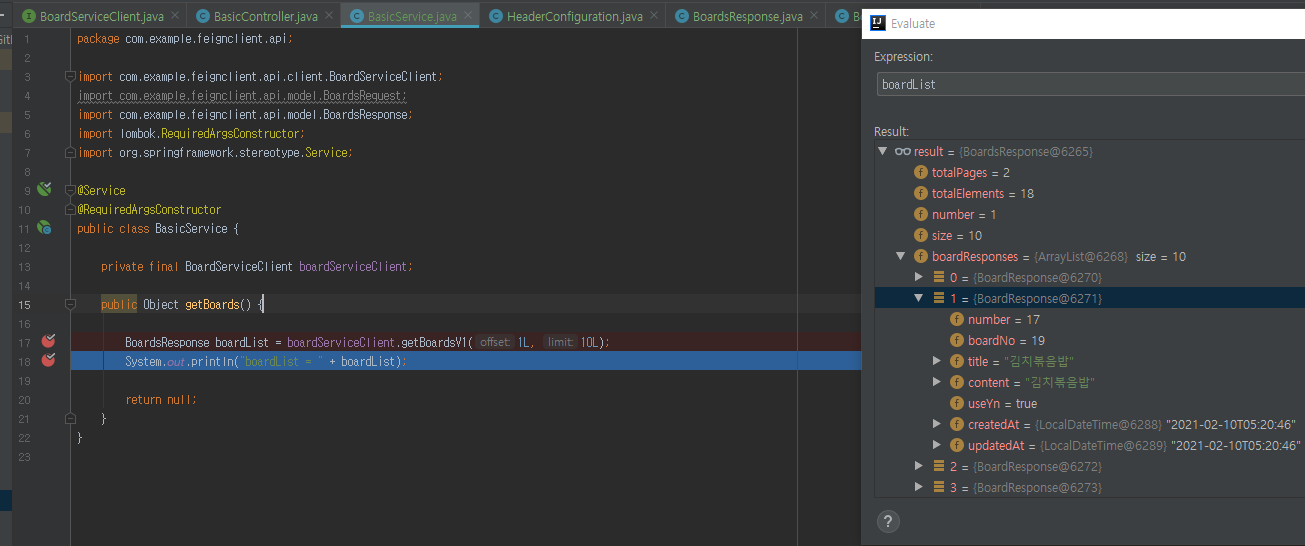 BoardServiceClient.java
BasicController.java
BasicService.java
HeaderConfiguration.java
BoardsResponse.java
1 package com.example.feignclient.api;
2
3 import com.example.feignclient.api.client.BoardServiceClient;
4 import com.example.feignclient.api.model.BoardsRequest;
5 import com.example.feignclient.api.model.BoardsResponse;
6 import lombok.RequiredArgsConstructor;
7 import org.springframework.stereotype.Service;
8
9 @Service
10 @RequiredArgsConstructor
11 public class BasicService {
12
13 private final BoardServiceClient boardServiceClient;
14
15 public Object getBoards() {
16
17 BoardsResponse boardList = boardServiceClient.getBoardsV1( offset: 1L, limit: 10L);
18 System.out.println("boardList = " + boardList);
19
20 return null;
21 }
22 }
23
Evaluate
Expression:
boardList
Result:
result = {BoardsResponse@6265}
totalPages = 2
totalElements = 18
number = 1
size = 10
boardResponses = {ArrayList@6268} size = 10
0 = {BoardResponse@6270}
1 = {BoardResponse@6271}
number = 17
boardNo = 19
title = "김치볶음밥"
content = "김치볶음밥"
useYn = true
createdAt = {LocalDateTime@6288} "2021-02-10T05:20:46"
updatedAt = {LocalDateTime@6289} "2021-02-10T05:20:46"
2 = {BoardResponse@6272}
3 = {BoardResponse@6273}
?